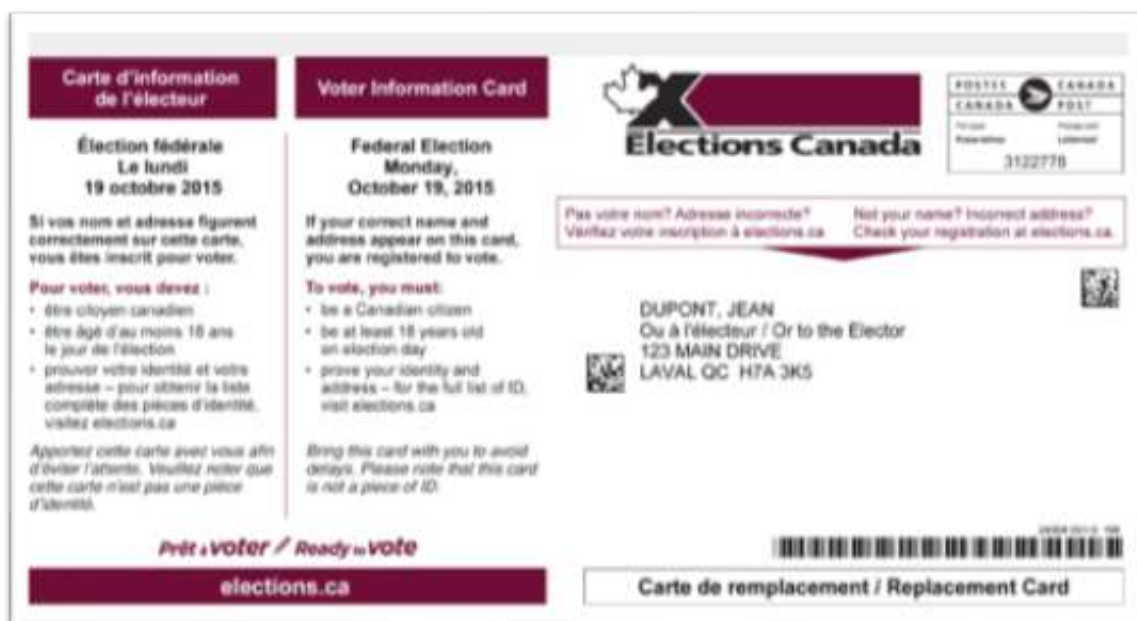 Carte d'information
de l'électeur
Élection fédérale
Le lundi
19 octobre 2015
Si vos nom et adresse figurent
correctement sur cette carte,
vous êtes inscrit pour voter.
Pour voter, vous devez :
• être citoyen canadien
• être âgé d'au moins 18 ans
le jour de l'élection
• prouver votre identité et votre
adresse – pour obtenir la liste
complète des pièces d'identité,
visitez elections.ca
Apportez cette carte avec vous afin
d'éviter l'attente. Veuillez noter que
cette carte n'est pas une pièce
d'identité.
Voter Information Card
Federal Election
Monday,
October 19, 2015
If your correct name and
address appear on this card,
you are registered to vote.
To vote, you must:
• be a Canadian citizen
• be at least 18 years old
on election day
• prove your identity and
address – for the full list of ID,
visit elections.ca
Bring this card with you to avoid
delays. Please note that this card
is not a piece of ID.
Prêt à voter / Ready to vote
elections.ca
Elections Canada
POSTES CANADA
CANADA POST
3122778
Pas votre nom? Adresse incorrecte?
Vérifiez votre inscription à elections.ca
Not your name? Incorrect address?
Check your registration at elections.ca
DUPONT, JEAN
Ou à l'électeur / Or to the Elector
123 MAIN DRIVE
LAVAL QC H7A 3K5
Carte de remplacement / Replacement Card